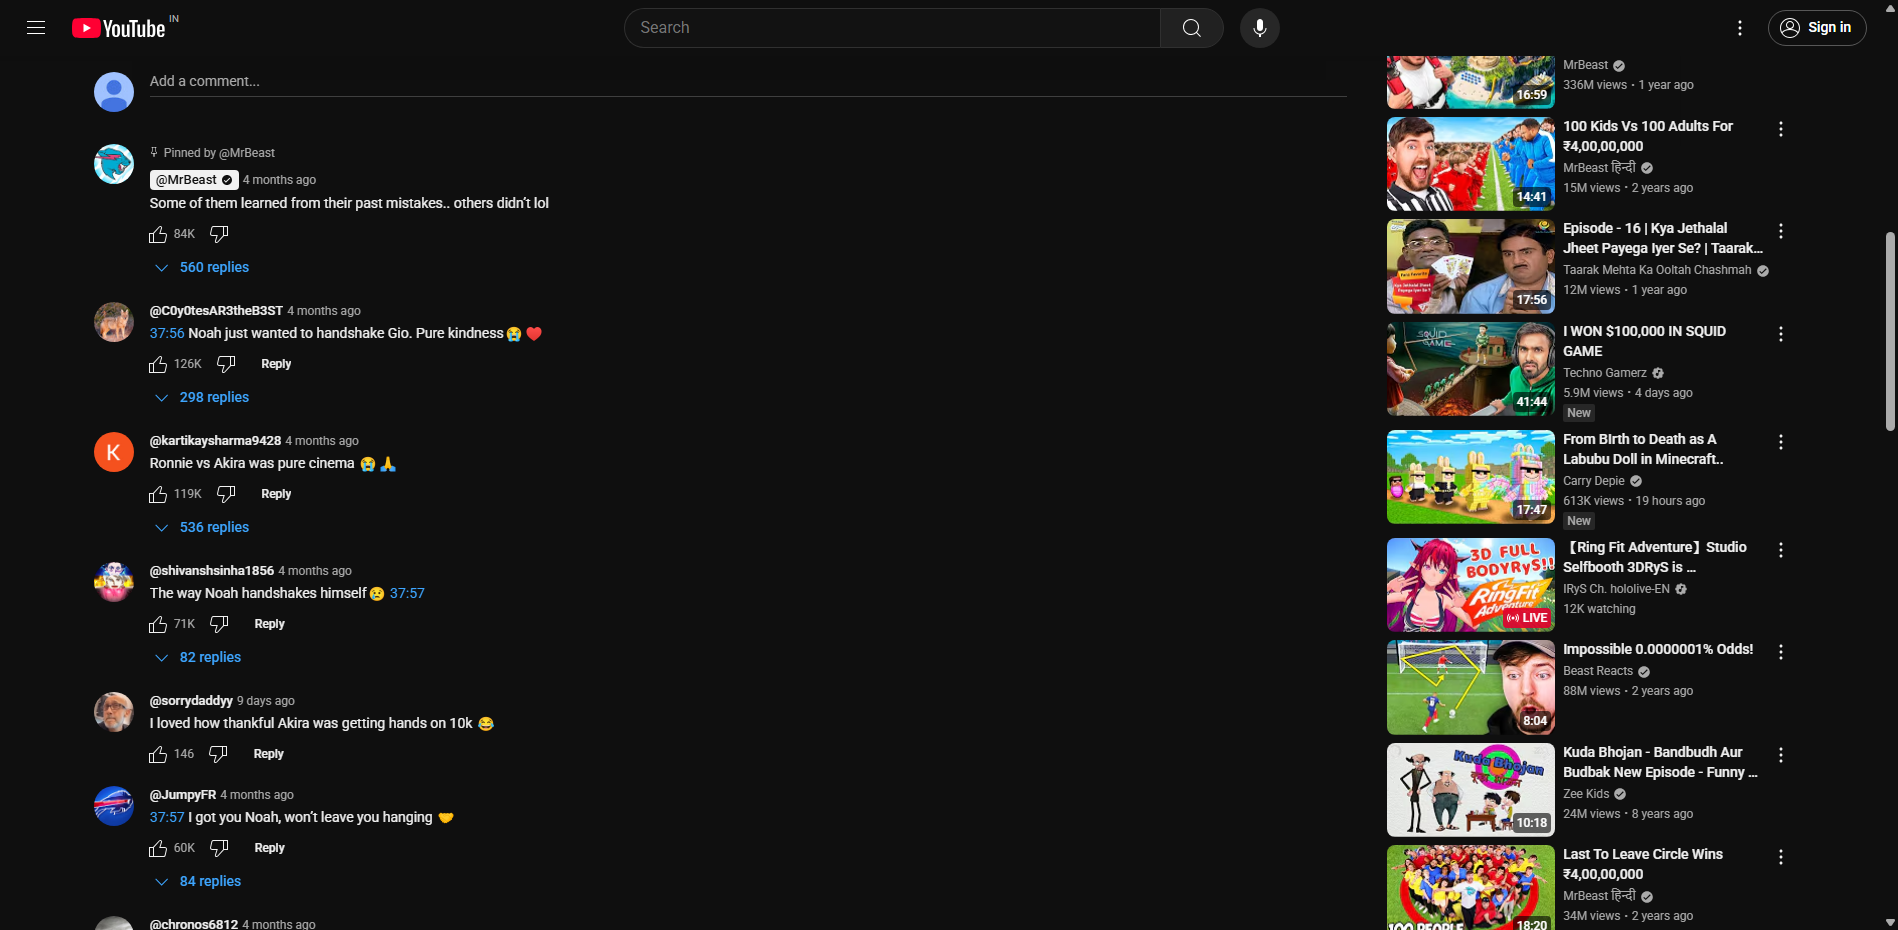 YouTube IN
Search
Sign in
Add a comment...
Pinned by @MrBeast
@MrBeast 4 months ago
Some of them learned from their past mistakes.. others didn’t lol
84K
560 replies
@C0y0tesAR3theB3ST 4 months ago
37:56 Noah just wanted to handshake Gio. Pure kindness😭♥️
126K Reply
298 replies
@kartikaysharma9428 4 months ago
K
Ronnie vs Akira was pure cinema 😭🙏
119K Reply
536 replies
@shivanshsinha1856 4 months ago
The way Noah handshakes himself😢 37:57
71K Reply
82 replies
@sorrydaddyy 9 days ago
I loved how thankful Akira was getting hands on 10k 😂
146 Reply
@JumpyFR 4 months ago
37:57 I got you Noah, won’t leave you hanging 🤝
60K Reply
84 replies
@chronos6812 4 months ago
16:59
MrBeast
336M views • 1 year ago
14:41
100 Kids Vs 100 Adults For
₹4,00,00,000
MrBeast हिन्दी
15M views • 2 years ago
17:56
Episode - 16 | Kya Jethalal
Jheet Payega Iyer Se? | Taarak...
Taarak Mehta Ka Ooltah Chashmah
12M views • 1 year ago
SQUID
GAME
41:44
I WON $100,000 IN SQUID
GAME
Techno Gamerz
5.9M views • 4 days ago
New
17:47
From BIrth to Death as A
Labubu Doll in Minecraft..
Carry Depie
613K views • 19 hours ago
New
3D FULL
BODYRyS!!
RingFit
Adventure
LIVE
【Ring Fit Adventure】Studio
Selfbooth 3DRyS is ...
IRyS Ch. hololive-EN
12K watching
8:04
Impossible 0.0000001% Odds!
Beast Reacts
88M views • 2 years ago
Kuda Bhojan
10:18
Kuda Bhojan - Bandbudh Aur
Budbak New Episode - Funny ...
Zee Kids
24M views • 8 years ago
100 PEOPLE
18:20
Last To Leave Circle Wins
₹4,00,00,000
MrBeast हिन्दी
34M views • 2 years ago